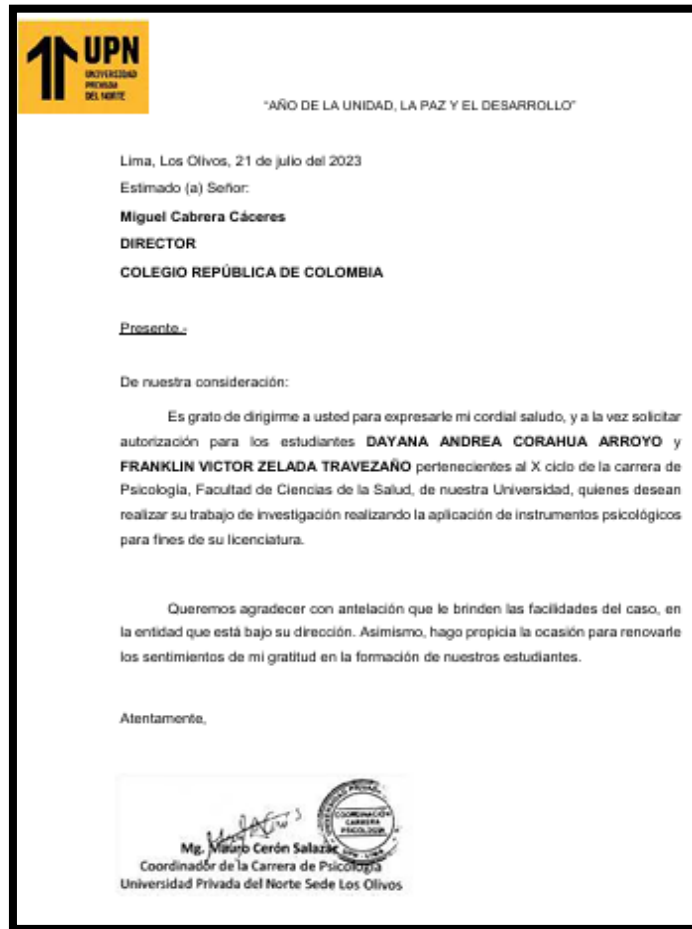 UPN
UNIVERSIDAD
PRIVADA
DEL NORTE
"AÑO DE LA UNIDAD, LA PAZ Y EL DESARROLLO"
Lima, Los Olivos, 21 de julio del 2023
Estimado (a) Señor:
Miguel Cabrera Cáceres
DIRECTOR
COLEGIO REPÚBLICA DE COLOMBIA
Presente.-
De nuestra consideración:
Es grato de dirigirme a usted para expresarle mi cordial saludo, y a la vez solicitar
autorización para los estudiantes DAYANA ANDREA CORAHUA ARROYO y
FRANKLIN VICTOR ZELADA TRAVEZAÑO pertenecientes al X ciclo de la carrera de
Psicología, Facultad de Ciencias de la Salud, de nuestra Universidad, quienes desean
realizar su trabajo de investigación realizando la aplicación de instrumentos psicológicos
para fines de su licenciatura.
Queremos agradecer con antelación que le brinden las facilidades del caso, en
la entidad que está bajo su dirección. Asimismo, hago propicia la ocasión para renovarle
los sentimientos de mi gratitud en la formación de nuestros estudiantes.
Atentamente,
UNIVERSIDAD PRIVADA
COORDINACIÓN
CARRERA
PSICOLOGÍA
UPN - LIMA
Mg. Mauro Cerón Salazar
Coordinador de la Carrera de Psicología
Universidad Privada del Norte Sede Los Olivos